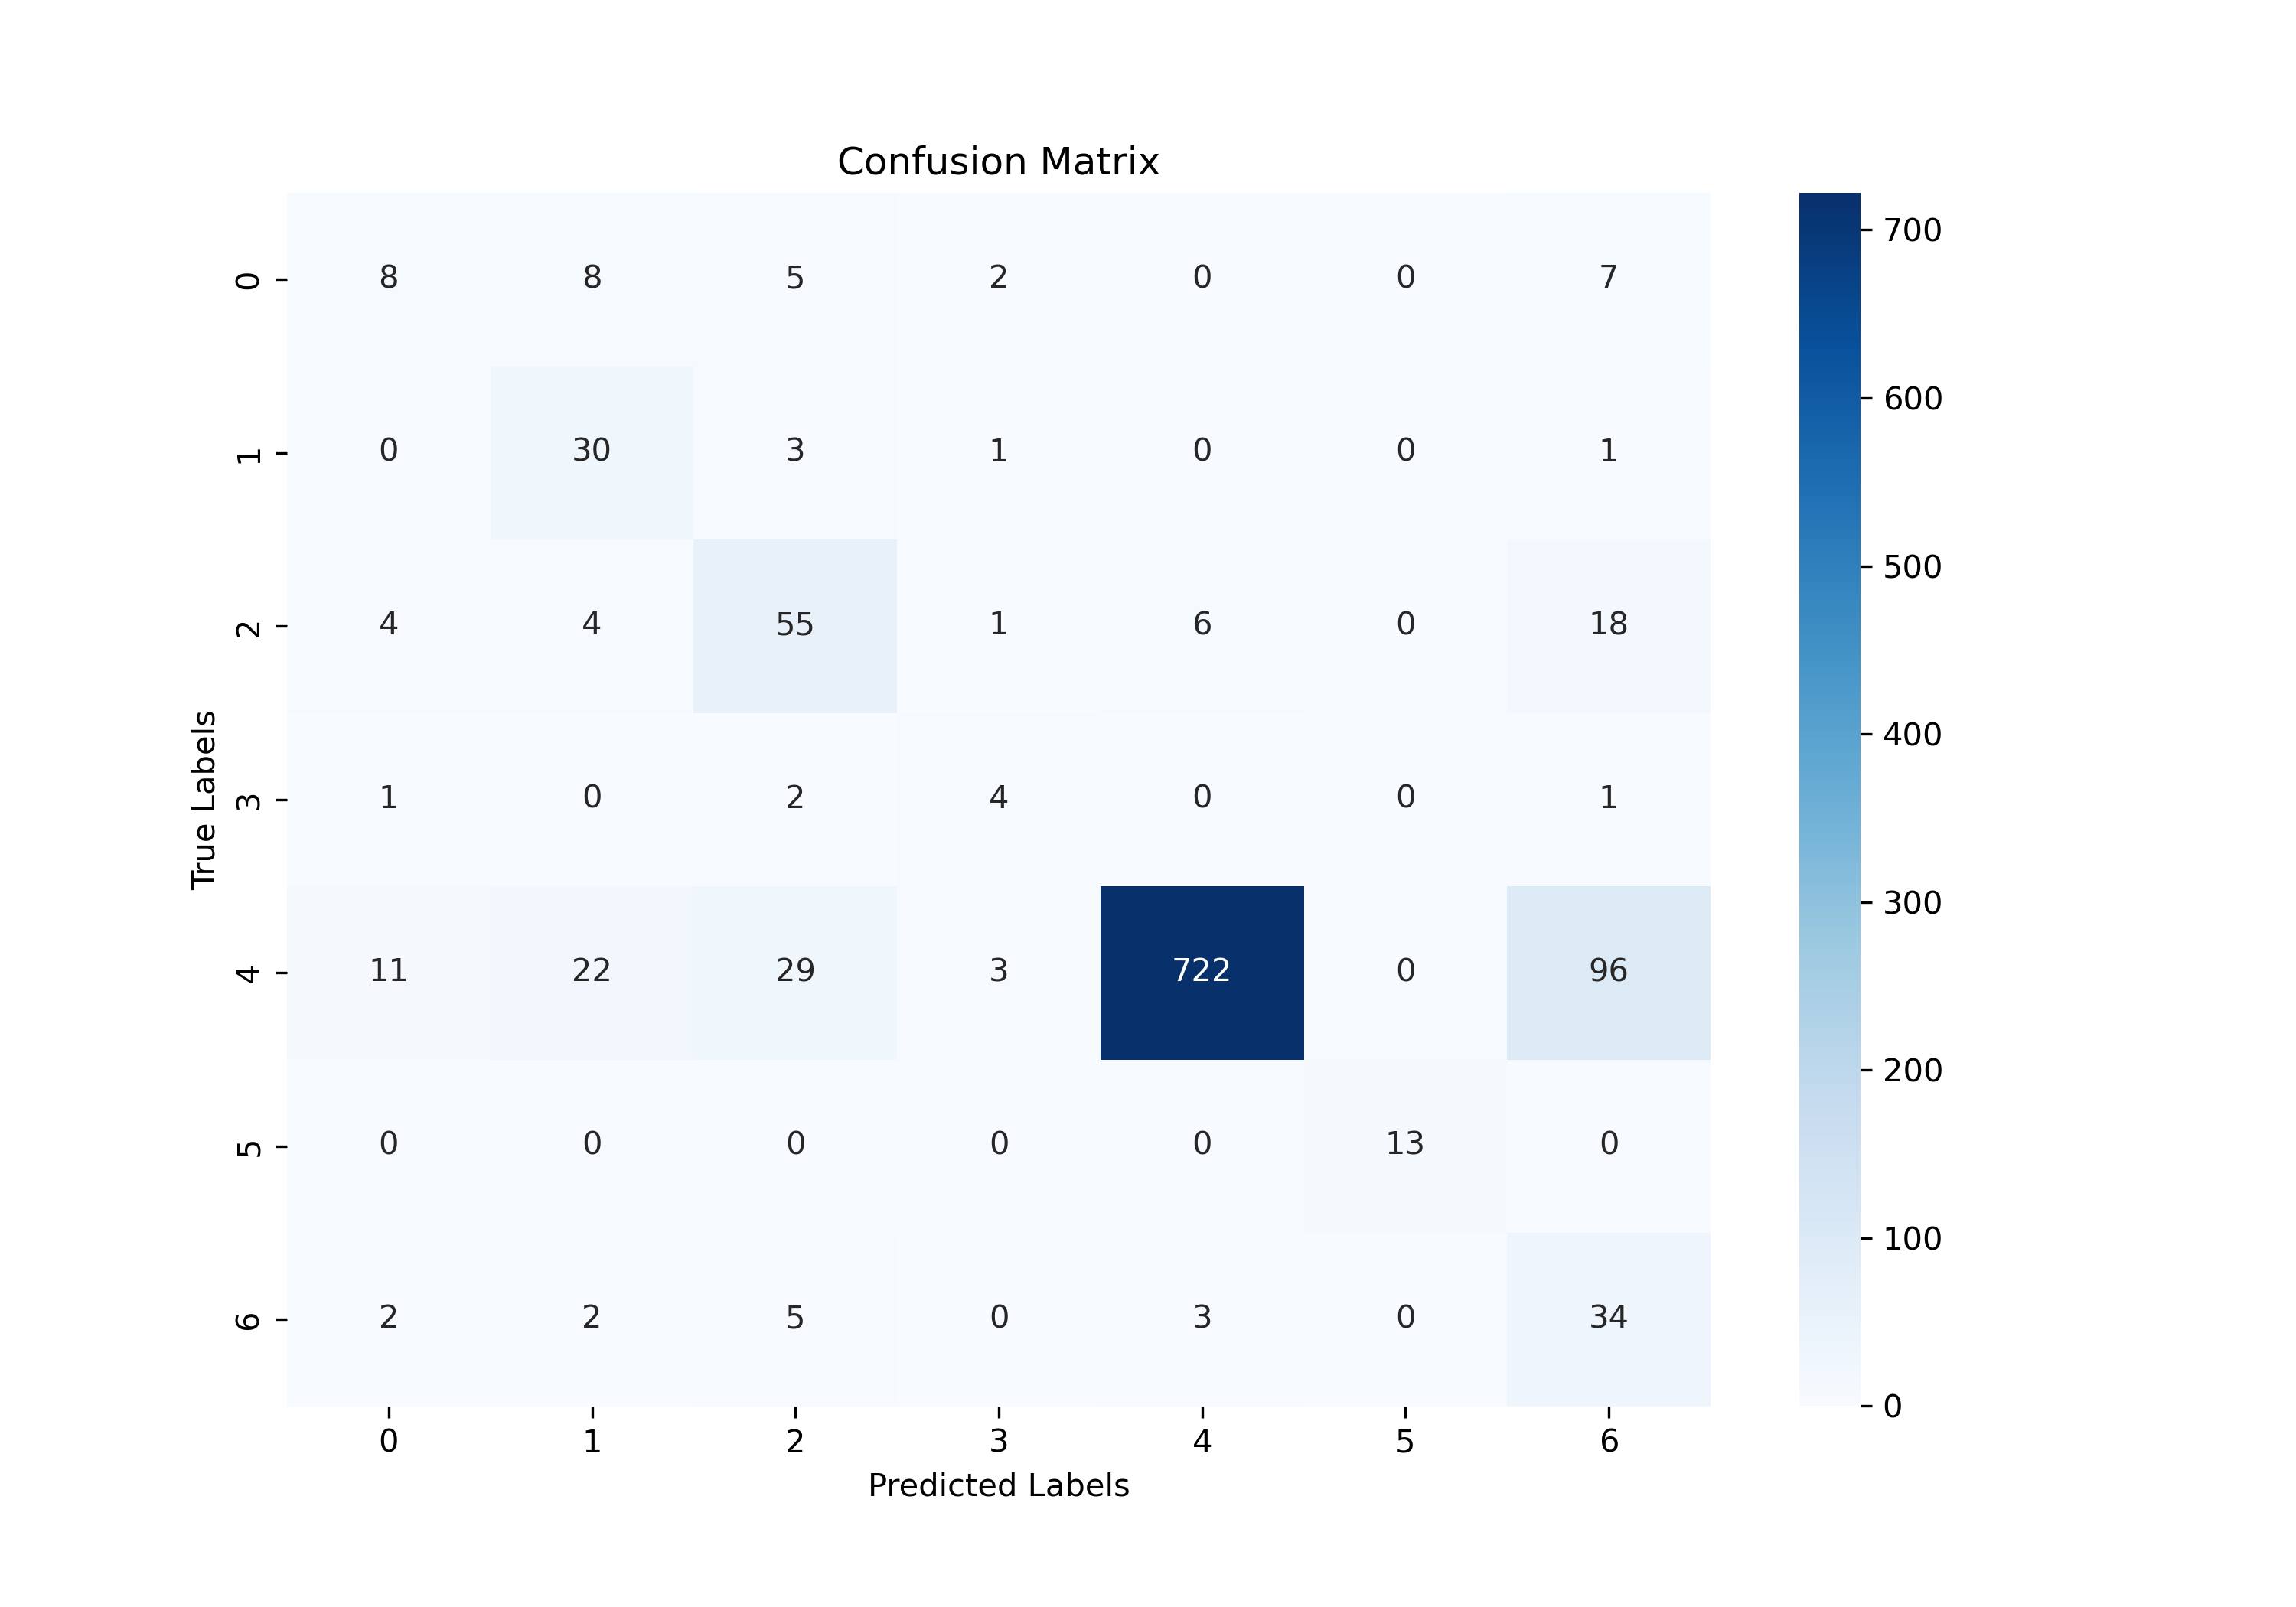 Confusion Matrix
True Labels
0 8 8 5 2 0 0 7
1 0 30 3 1 0 0 1
2 4 4 55 1 6 0 18
3 1 0 2 4 0 0 1
4 11 22 29 3 722 0 96
5 0 0 0 0 0 13 0
6 2 2 5 0 3 0 34
0 1 2 3 4 5 6
Predicted Labels
700
600
500
400
300
200
100
0